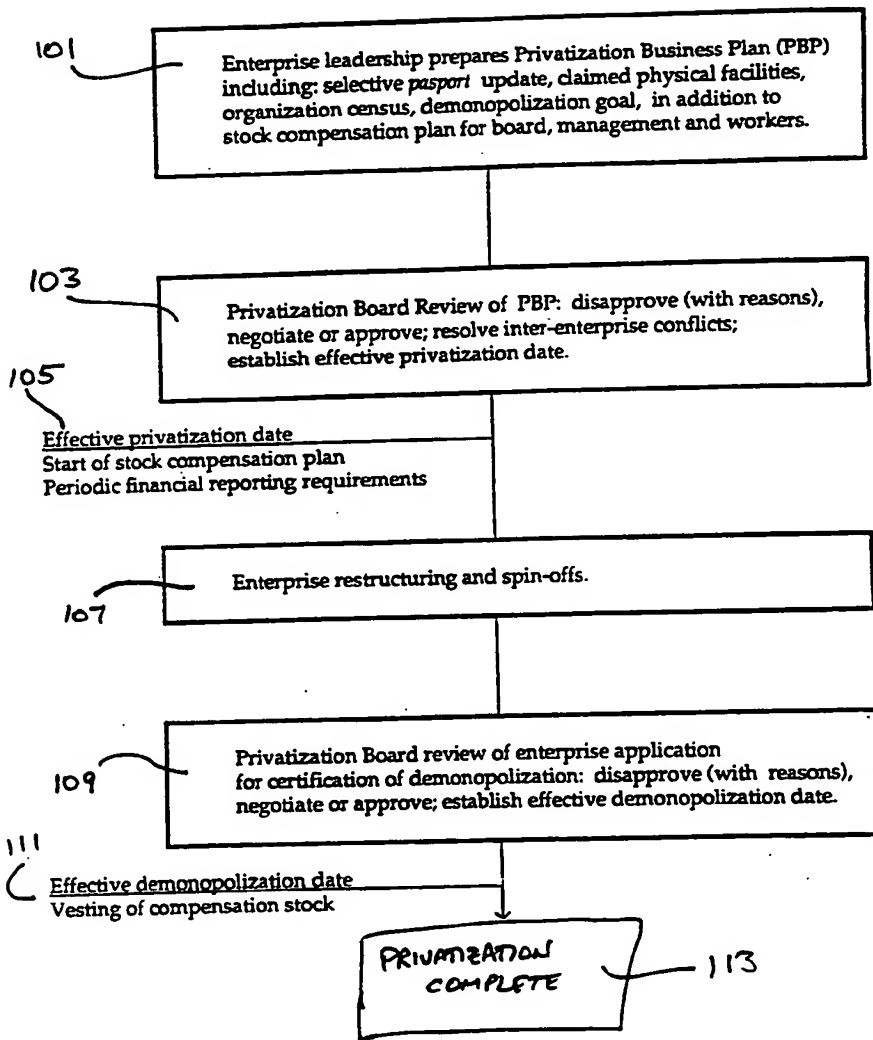 101
Enterprise leadership prepares Privatization Business Plan (PBP)
including: selective pasport update, claimed physical facilities,
organization census, demonopolization goal, in addition to
stock compensation plan for board, management and workers.
103
Privatization Board Review of PBP: disapprove (with reasons),
negotiate or approve; resolve inter-enterprise conflicts;
establish effective privatization date.
105
Effective privatization date
Start of stock compensation plan
Periodic financial reporting requirements
Enterprise restructuring and spin-offs.
107
Privatization Board review of enterprise application
for certification of demonopolization: disapprove (with reasons),
negotiate or approve; establish effective demonopolization date.
109
111
Effective demonopolization date
Vesting of compensation stock
PRIVATIZATION
COMPLETE
113